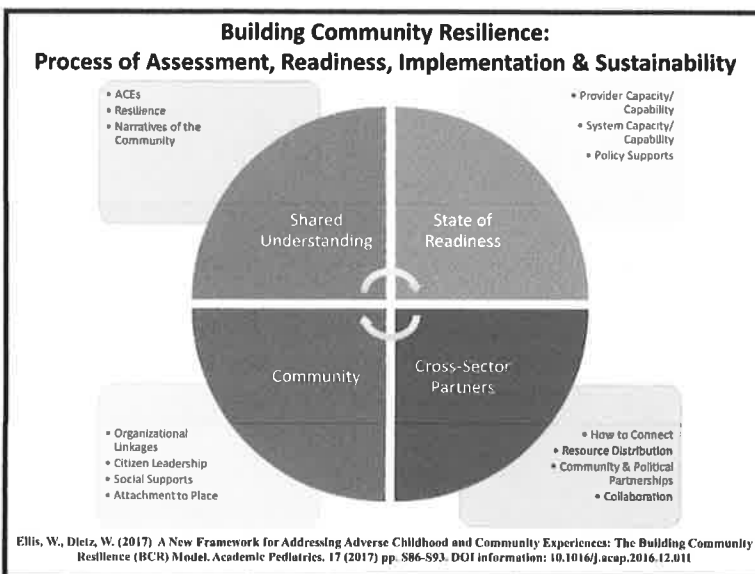 Building Community Resilience:
Process of Assessment, Readiness, Implementation & Sustainability
• ACEs
• Resilience
• Narratives of the
Community
• Provider Capacity/
Capability
• System Capacity/
Capability
• Policy Supports
Shared
Understanding
State of
Readiness
Community
Cross-Sector
Partners
• Organizational
Linkages
• Citizen Leadership
• Social Supports
• Attachment to Place
• How to Connect
• Resource Distribution
• Community & Political
Partnerships
• Collaboration
Ellis, W., Dietz, W. (2017) A New Framework for Addressing Adverse Childhood and Community Experiences: The Building Community
Resilience (BCR) Model. Academic Pediatrics. 17 (2017) pp. S86-S93. DOI information: 10.1016/j.acap.2016.12.011